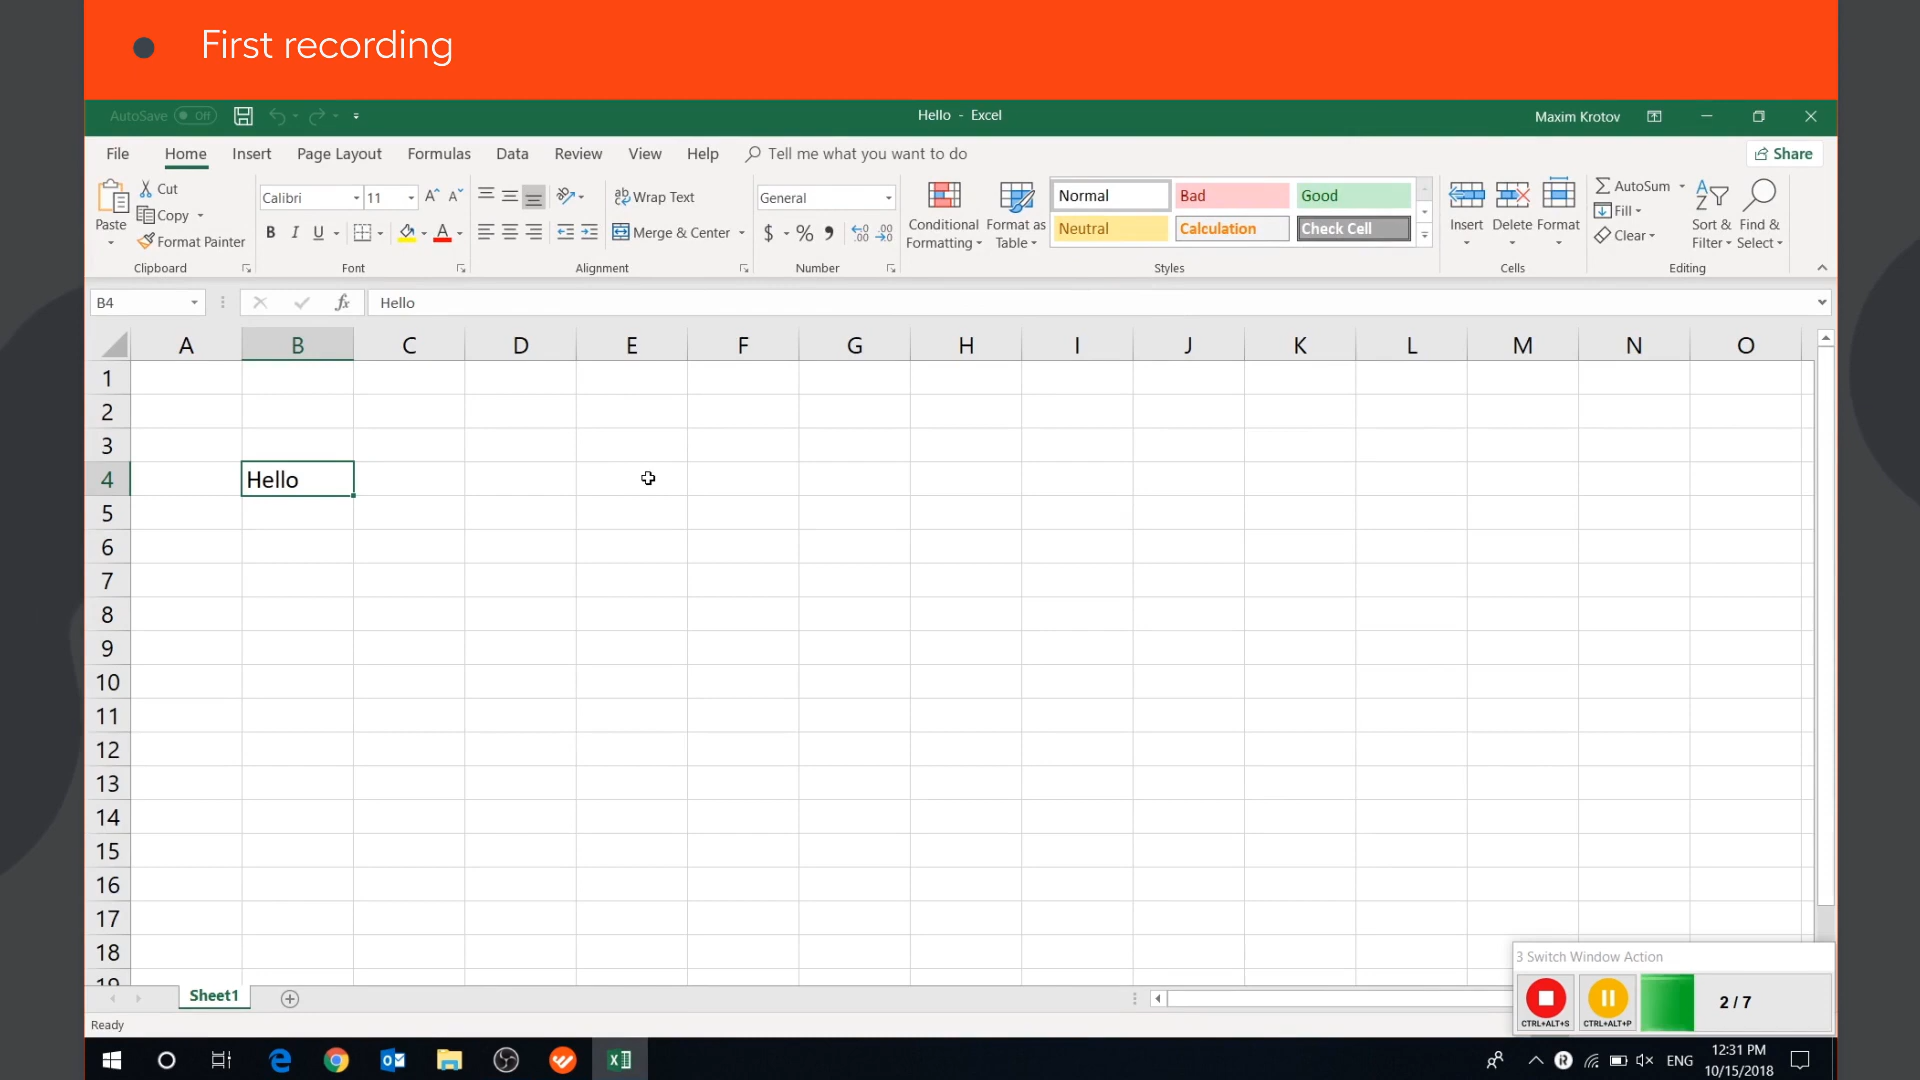 First recording
AutoSave Off
Hello - Excel
Maxim Krotov
File Home Insert Page Layout Formulas Data Review View Help Tell me what you want to do Share
Paste
Cut
Copy
Format Painter
Clipboard
Calibri 11
B I U
Font
Wrap Text
Merge & Center
Alignment
General
$ % ,
Number
Conditional Formatting
Format as Table
Normal Bad Good
Neutral Calculation Check Cell
Styles
Insert Delete Format
Cells
AutoSum
Fill
Clear
Sort & Filter
Find & Select
Editing
B4 fx Hello
A B C D E F G H I J K L M N O
1
2
3
4 Hello
5
6
7
8
9
10
11
12
13
14
15
16
17
18
19
Sheet1
Ready
3 Switch Window Action
CTRL+ALT+S CTRL+ALT+P 2 / 7
ENG
12:31 PM
10/15/2018